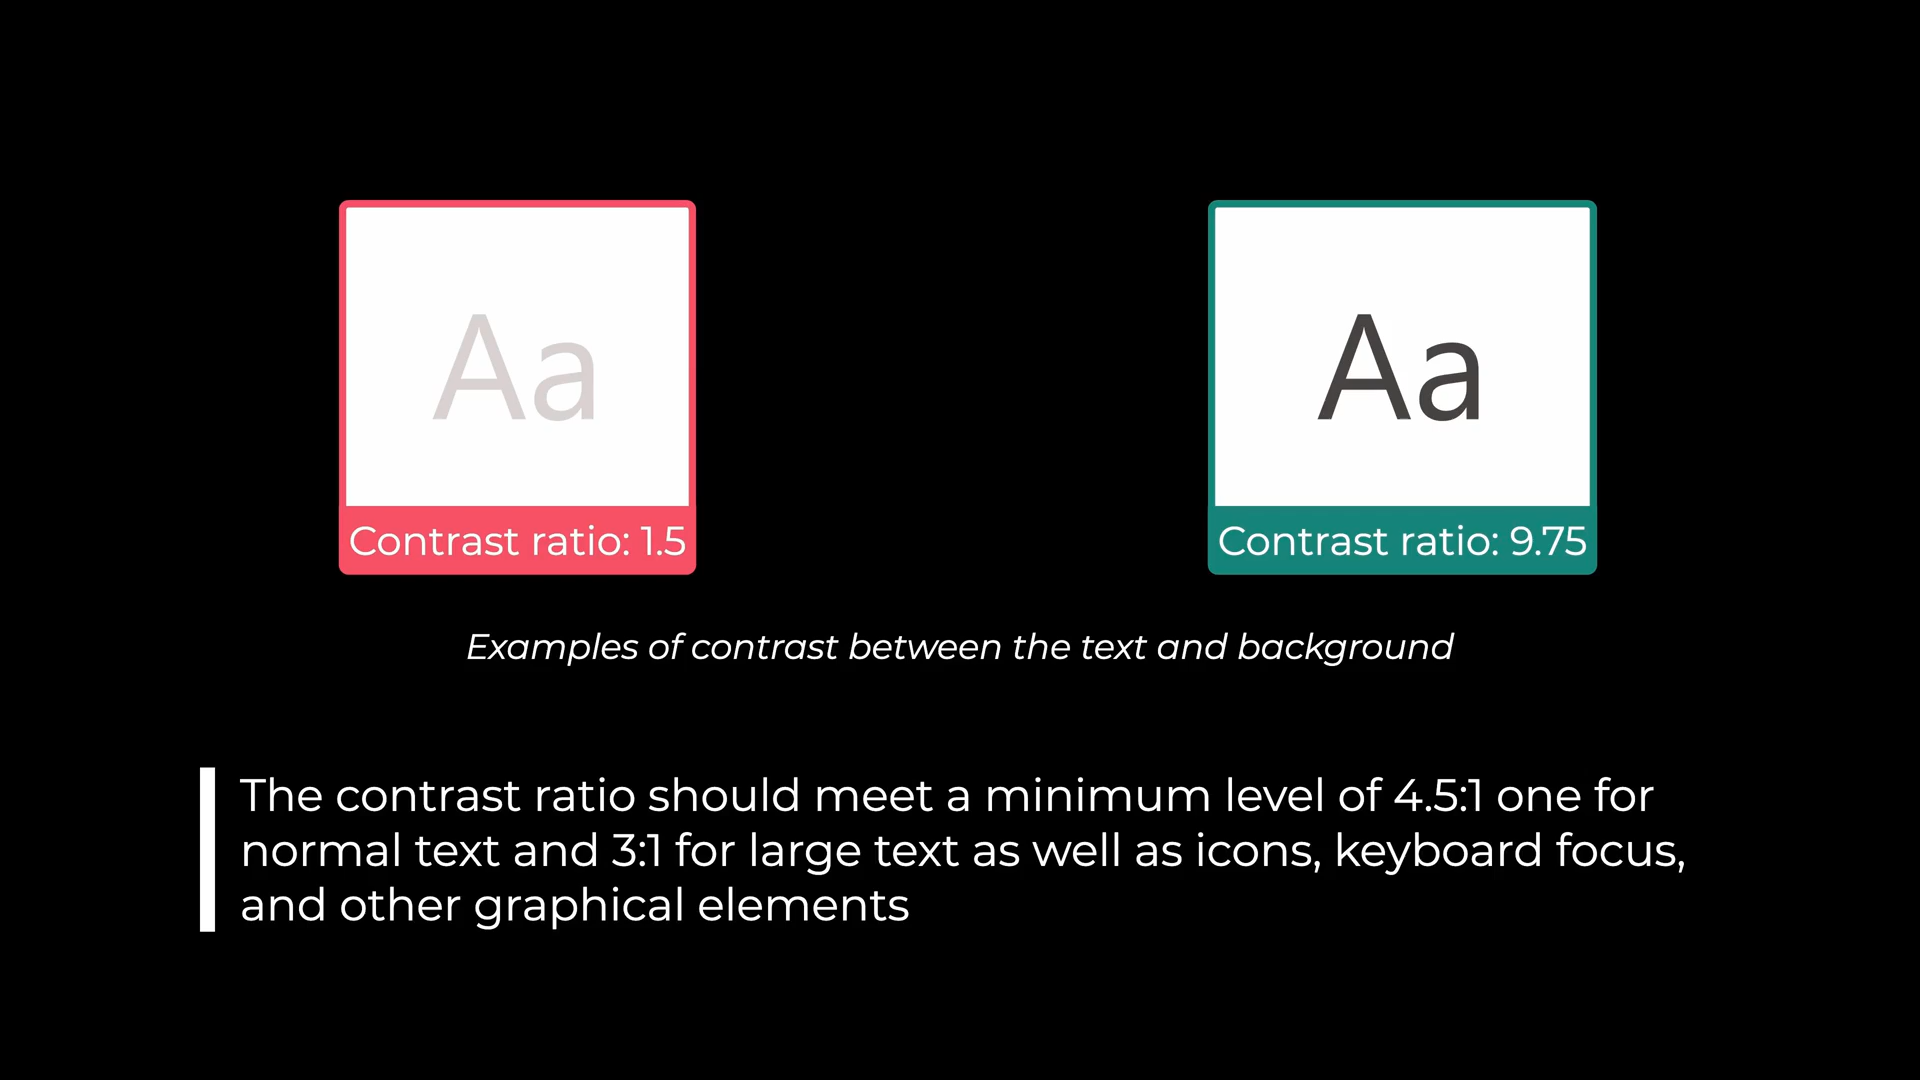 Aa
Aa
Contrast ratio: 1.5
Contrast ratio: 9.75
Examples of contrast between the text and background
The contrast ratio should meet a minimum level of 4.5:1 one for
normal text and 3:1 for large text as well as icons, keyboard focus,
and other graphical elements